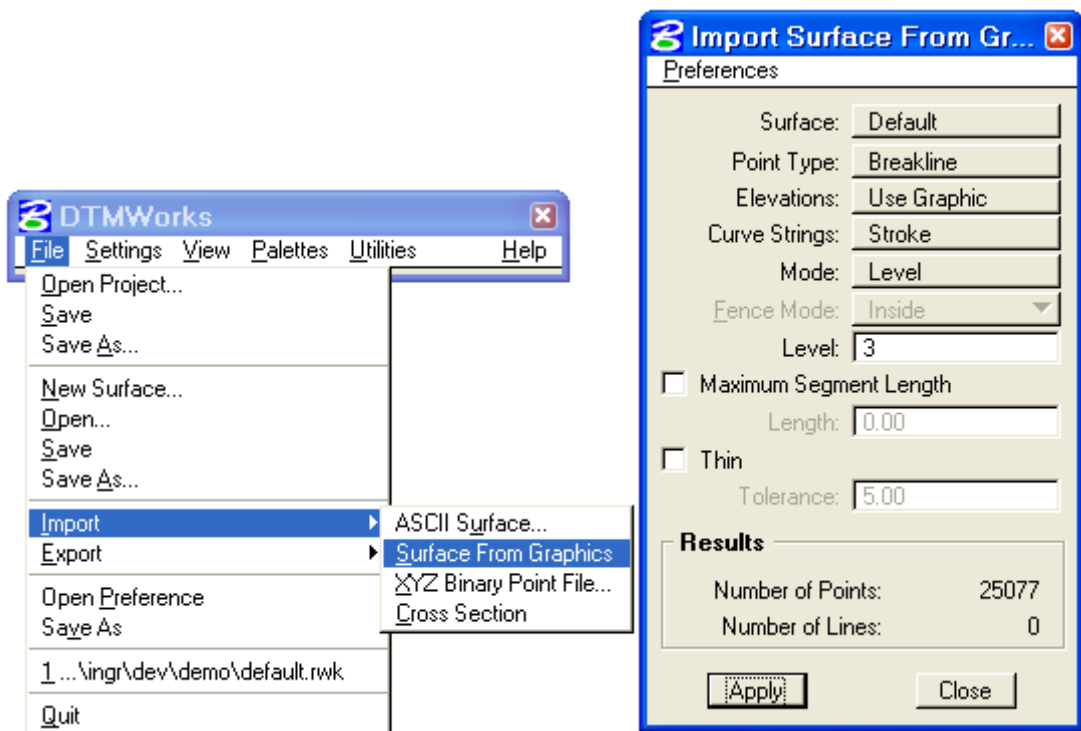 DTMWorks
File Settings View Palettes Utilities Help
Open Project...
Save
Save As...
New Surface...
Open...
Save
Save As...
Import
Export
Open Preference
Save As
1 ...\ingr\dev\demo\default.rwk
Quit
ASCII Surface...
Surface From Graphics
XYZ Binary Point File...
Cross Section
Import Surface From Gr...
Preferences
Surface: Default
Point Type: Breakline
Elevations: Use Graphic
Curve Strings: Stroke
Mode: Level
Fence Mode: Inside
Level: 3
Maximum Segment Length
Length: 0.00
Thin
Tolerance: 5.00
Results
Number of Points: 25077
Number of Lines: 0
Apply Close